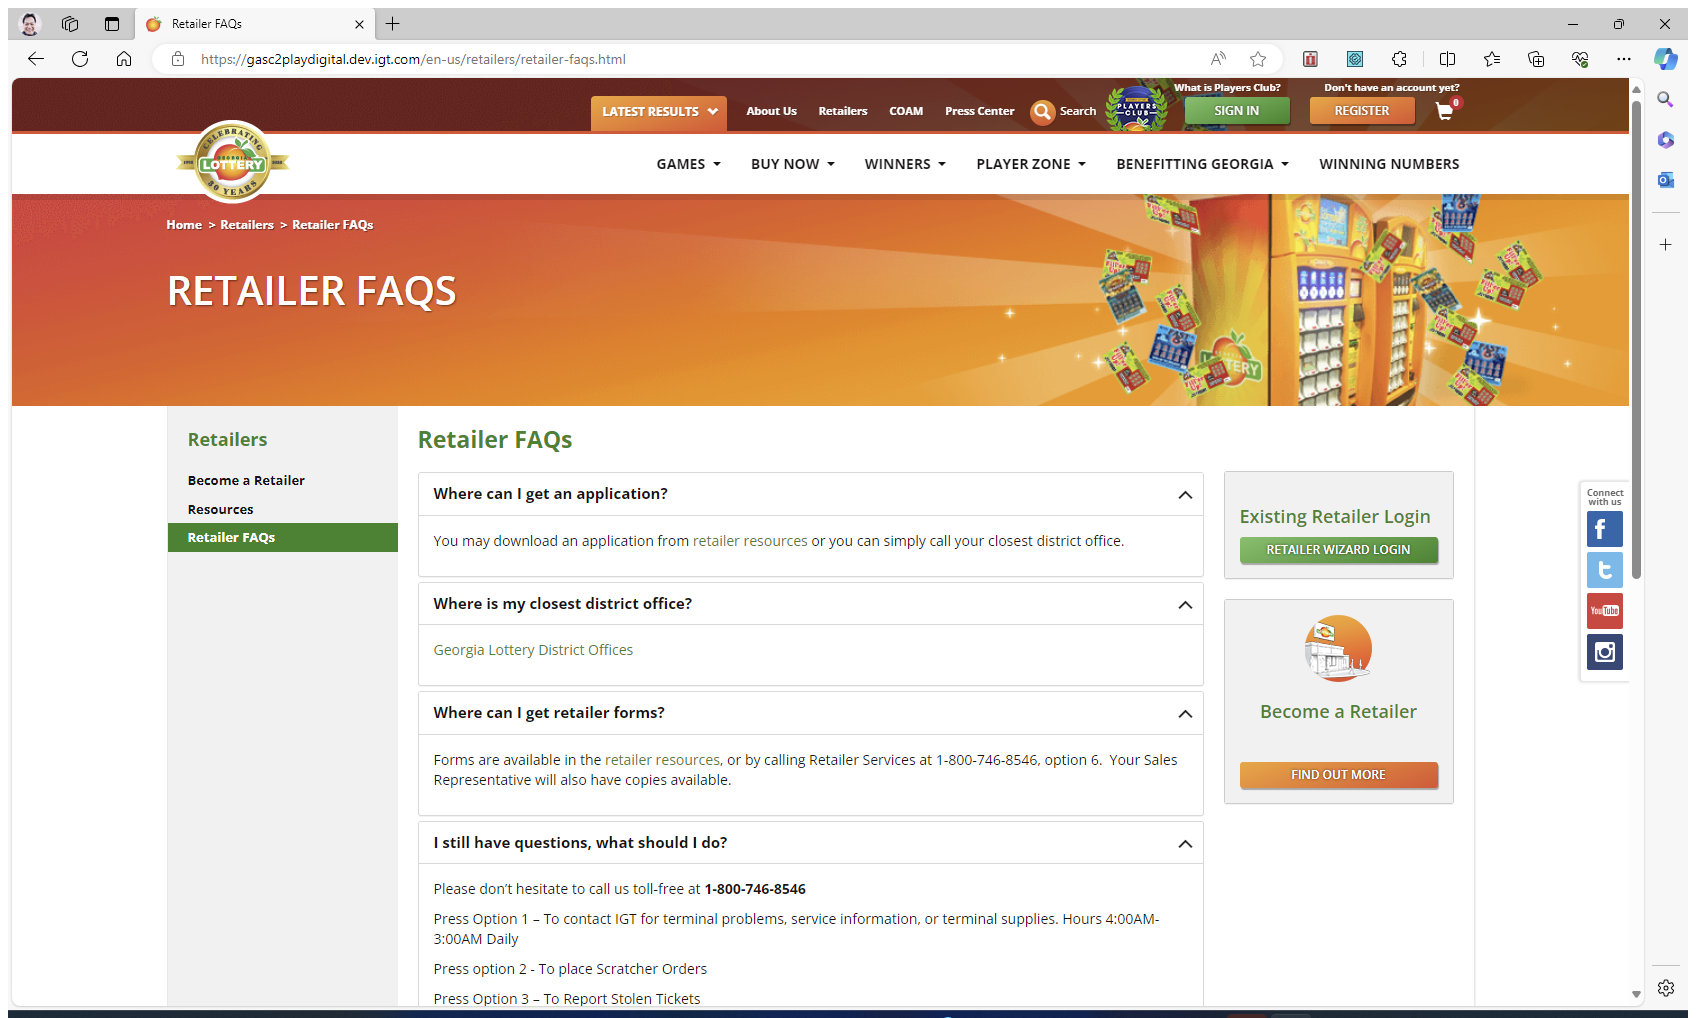 Retailer FAQs
https://gasc2playdigital.dev.igt.com/en-us/retailers/retailer-faqs.html
What is Players Club?
Don't have an account yet?
LATEST RESULTS
About Us
Retailers
COAM
Press Center
Search
PLAYERS
CLUB
SIGN IN
REGISTER
0
CELEBRATING
GEORGIA
LOTTERY
30 YEARS
GAMES
BUY NOW
WINNERS
PLAYER ZONE
BENEFITTING GEORGIA
WINNING NUMBERS
Home > Retailers > Retailer FAQs
RETAILER FAQS
LOTTERY
Retailers
Become a Retailer
Resources
Retailer FAQs
Retailer FAQs
Where can I get an application?
You may download an application from retailer resources or you can simply call your closest district office.
Where is my closest district office?
Georgia Lottery District Offices
Where can I get retailer forms?
Forms are available in the retailer resources, or by calling Retailer Services at 1-800-746-8546, option 6.  Your Sales
Representative will also have copies available.
I still have questions, what should I do?
Please don’t hesitate to call us toll-free at 1-800-746-8546
Press Option 1 – To contact IGT for terminal problems, service information, or terminal supplies. Hours 4:00AM-
3:00AM Daily
Press option 2 - To place Scratcher Orders
Press Option 3 – To Report Stolen Tickets
Existing Retailer Login
RETAILER WIZARD LOGIN
Become a Retailer
FIND OUT MORE
Connect
with us
You Tube